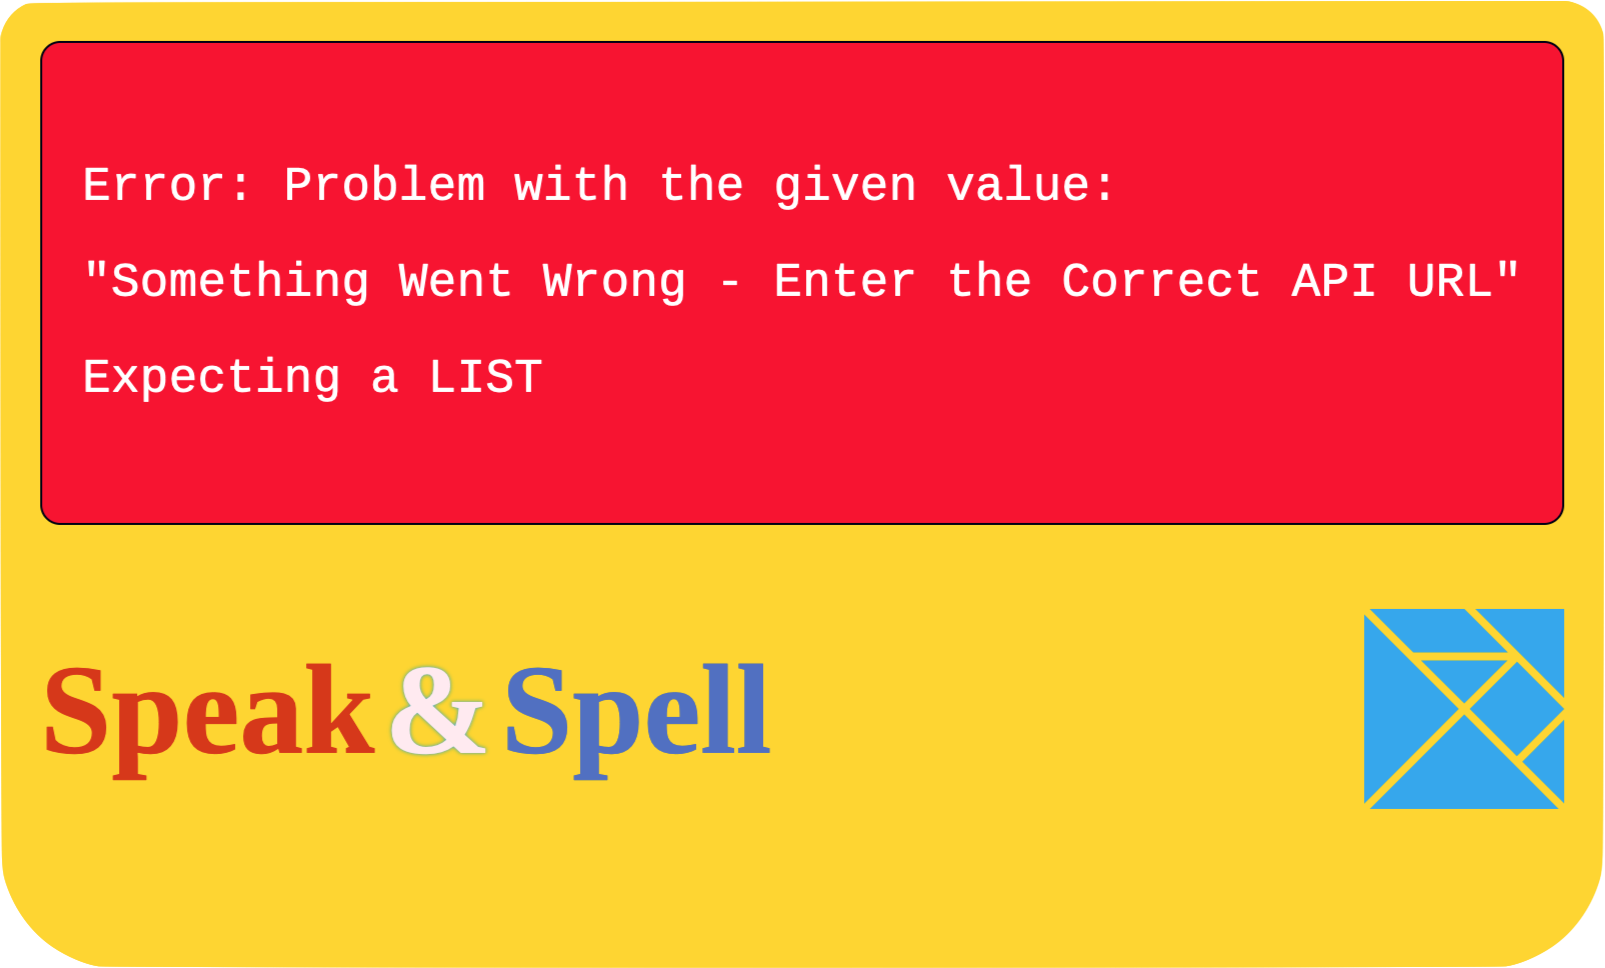 Error: Problem with the given value:
"Something Went Wrong - Enter the Correct API URL"
Expecting a LIST
Speak & Spell